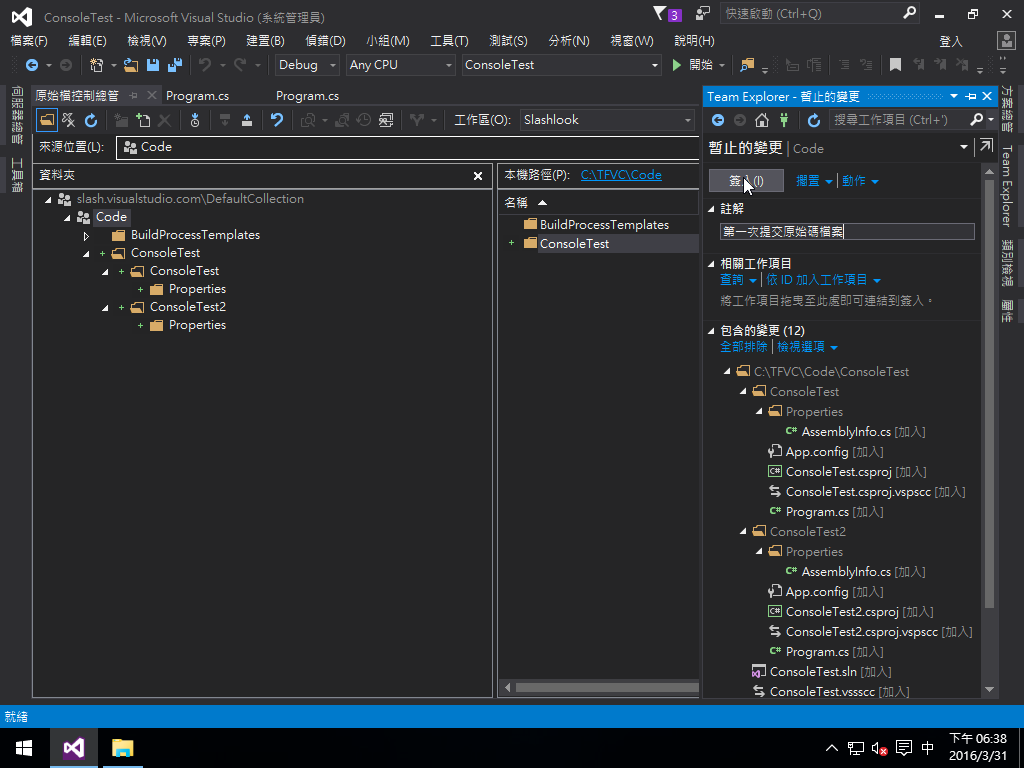 ConsoleTest - Microsoft Visual Studio (系統管理員)
3
快速啟動 (Ctrl+Q)
檔案(F) 編輯(E) 檢視(V) 專案(P) 建置(B) 偵錯(D) 小組(M) 工具(T) 測試(S) 分析(N) 視窗(W) 說明(H)
登入
Debug Any CPU ConsoleTest 開始
伺服器總管
工具箱
原始檔控制總管 Program.cs Program.cs
工作區(O): Slashlook
來源位置(L): Code
資料夾
slash.visualstudio.com\DefaultCollection
Code
BuildProcessTemplates
ConsoleTest
ConsoleTest
Properties
ConsoleTest2
Properties
本機路徑(P): C:\TFVC\Code
名稱
BuildProcessTemplates
ConsoleTest
Team Explorer - 暫止的變更
搜尋工作項目 (Ctrl+')
暫止的變更 | Code
簽入(I) 擱置 動作
註解
第一次提交原始碼檔案
相關工作項目
查詢 依 ID 加入工作項目
將工作項目拖曳至此處即可連結到簽入。
包含的變更 (12)
全部排除 檢視選項
C:\TFVC\Code\ConsoleTest
ConsoleTest
Properties
C# AssemblyInfo.cs [加入]
App.config [加入]
C# ConsoleTest.csproj [加入]
ConsoleTest.csproj.vspscc [加入]
C# Program.cs [加入]
ConsoleTest2
Properties
C# AssemblyInfo.cs [加入]
App.config [加入]
C# ConsoleTest2.csproj [加入]
ConsoleTest2.csproj.vspscc [加入]
C# Program.cs [加入]
ConsoleTest.sln [加入]
ConsoleTest.vssscc [加入]
方案總管
Team Explorer
類別檢視
屬性
就緒
中
下午 06:38
2016/3/31